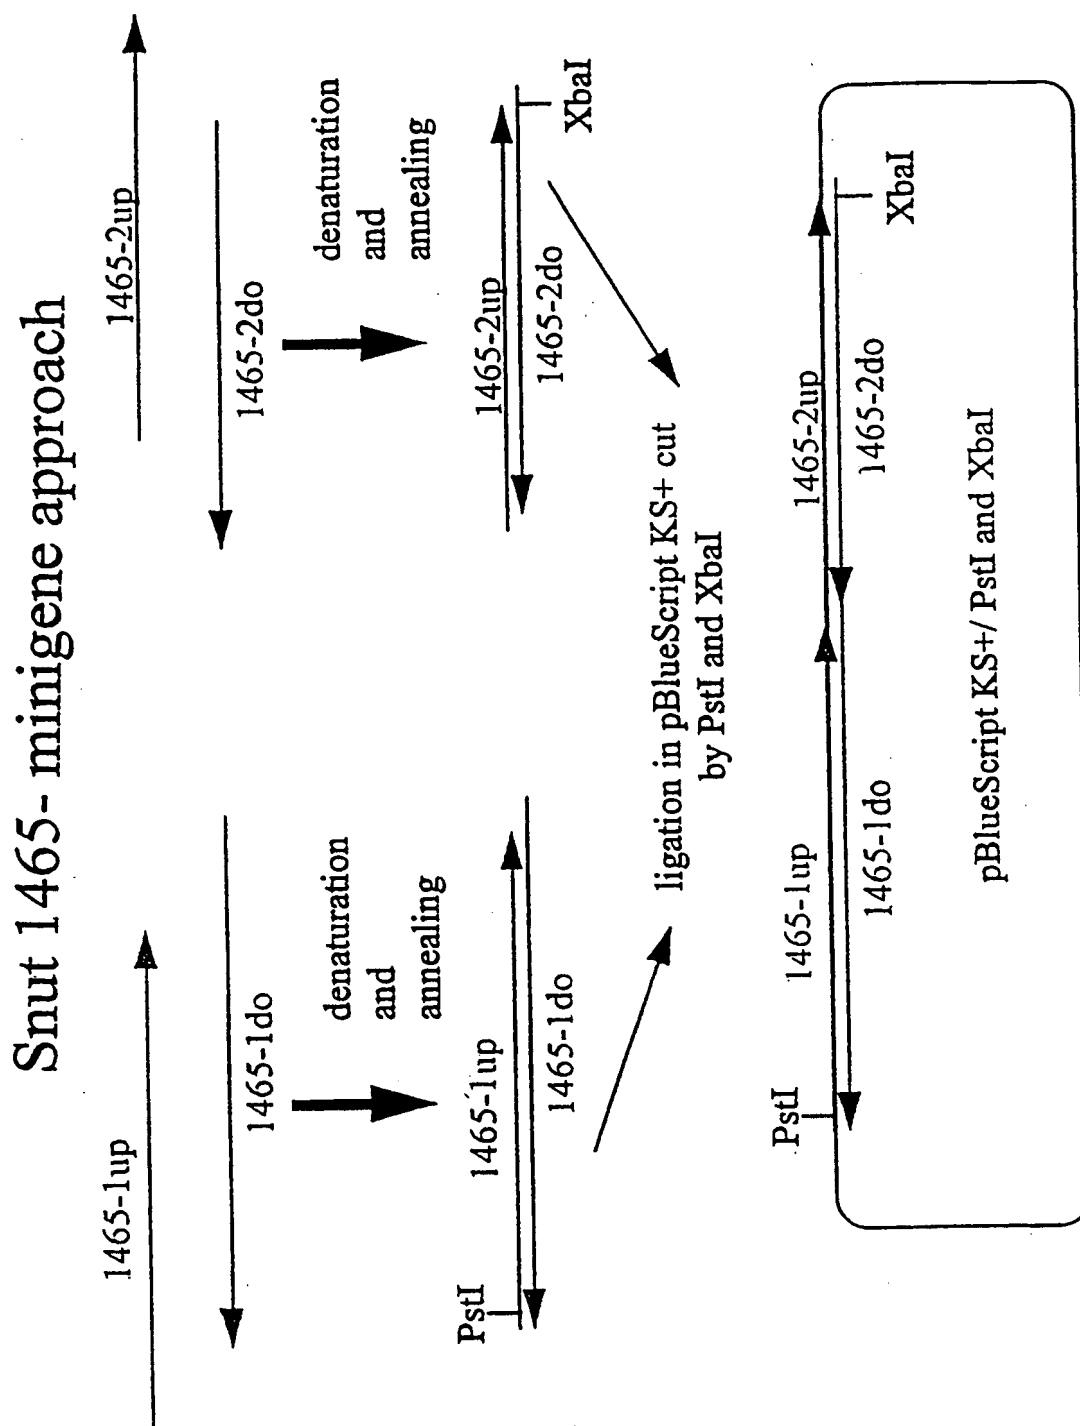 Snut 1465- minigene approach
1465-1up
1465-2up
1465-1do
1465-2do
denaturation
and
annealing
denaturation
and
annealing
1465-1up
1465-2up
PstI
1465-1do
1465-2do
XbaI
ligation in pBlueScript KS+ cut
by PstI and XbaI
PstI
1465-1up
1465-2up
1465-1do
1465-2do
XbaI
pBlueScript KS+/ PstI and XbaI